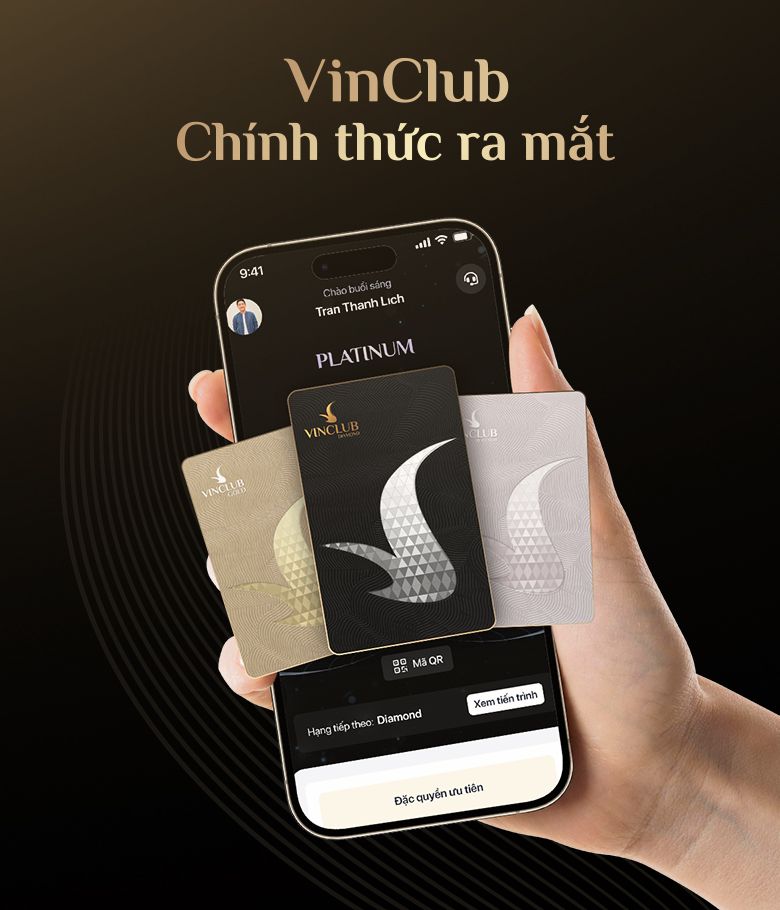 VinClub
Chính thức ra mắt
9:41
Chào buổi sáng
Tran Thanh Lich
PLATINUM
VINCLUB
DIAMOND
VINCLUB
VINCLUB
GOLD
Mã QR
Hạng tiếp theo: Diamond
Xem tiến trình
Đặc quyền ưu tiên